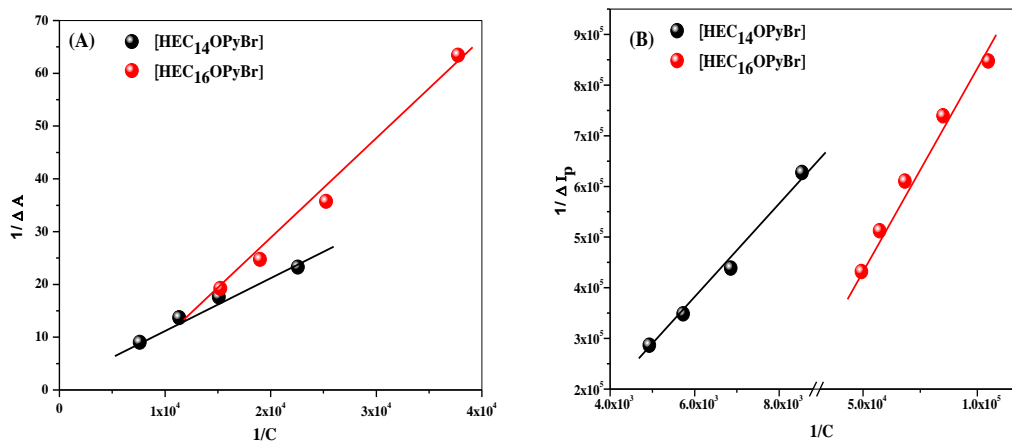 (A)
[HEC₁₄OPyBr]
[HEC₁₆OPyBr]
1/ΔA
70
60
50
40
30
20
10
0
0 1x10⁴ 2x10⁴ 3x10⁴ 4x10⁴
1/C
(B)
[HEC₁₄OPyBr]
[HEC₁₆OPyBr]
1/ΔIₚ
9x10⁵
8x10⁵
7x10⁵
6x10⁵
5x10⁵
4x10⁵
3x10⁵
2x10⁵
4.0x10³ 6.0x10³ 8.0x10³ 5.0x10⁴ 1.0x10⁵
1/C